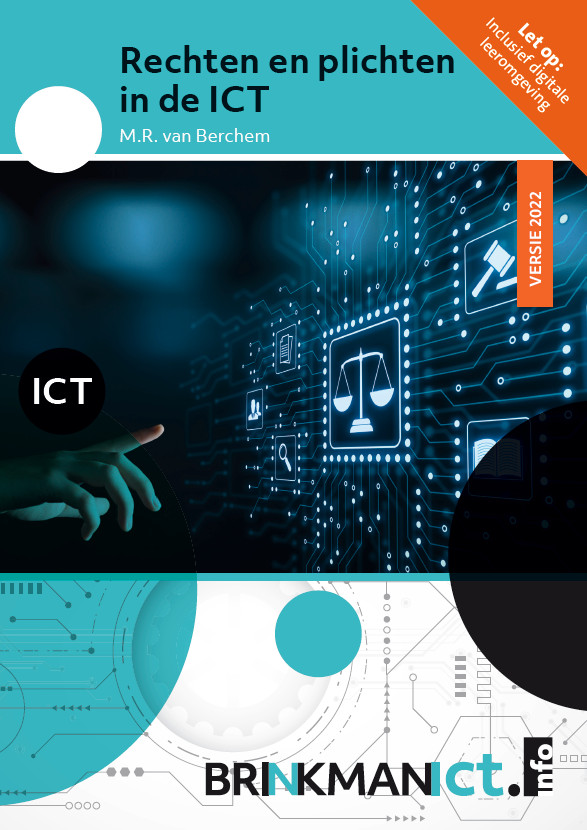 Rechten en plichten
in de ICT
M.R. van Berchem
Let op:
Inclusief digitale
leeromgeving
VERSIE 2022
ICT
BRINKMANICT.info